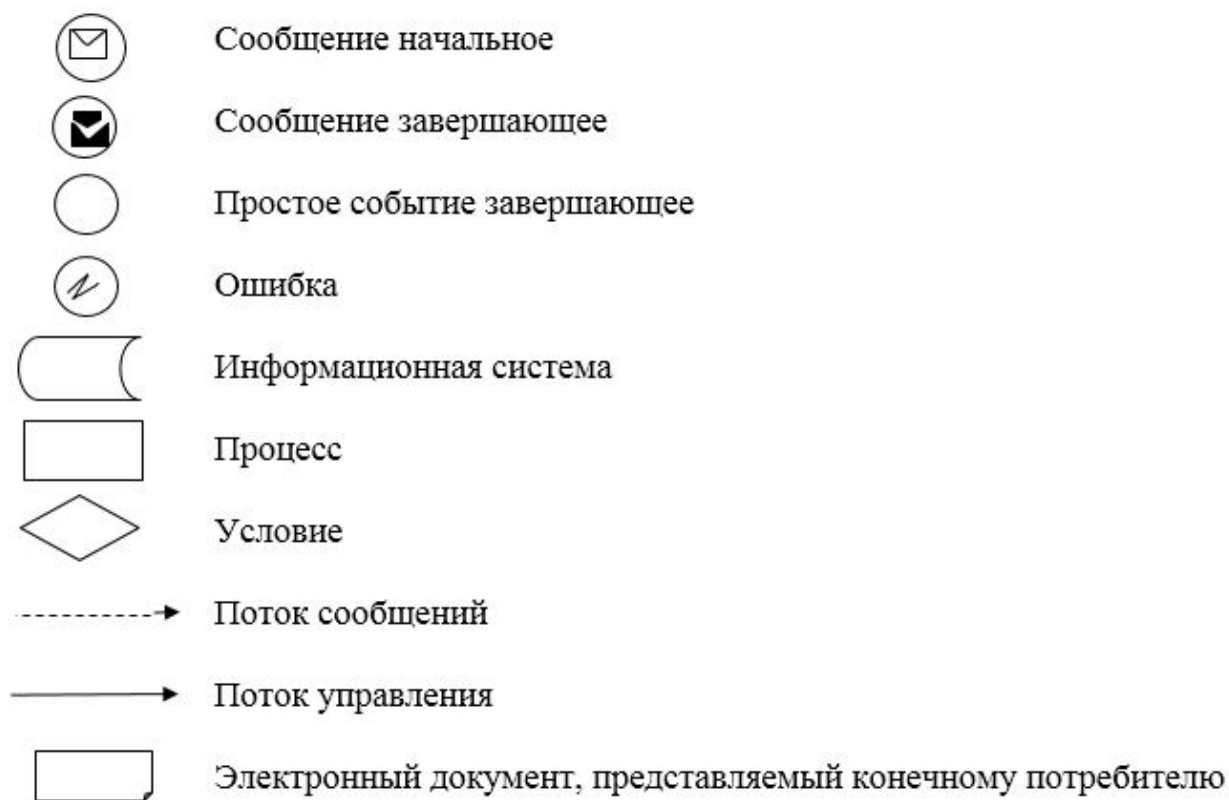 Сообщение начальное
Сообщение завершающее
Простое событие завершающее
Ошибка
Информационная система
Процесс
Условие
Поток сообщений
Поток управления
Электронный документ, представляемый конечному потребителю